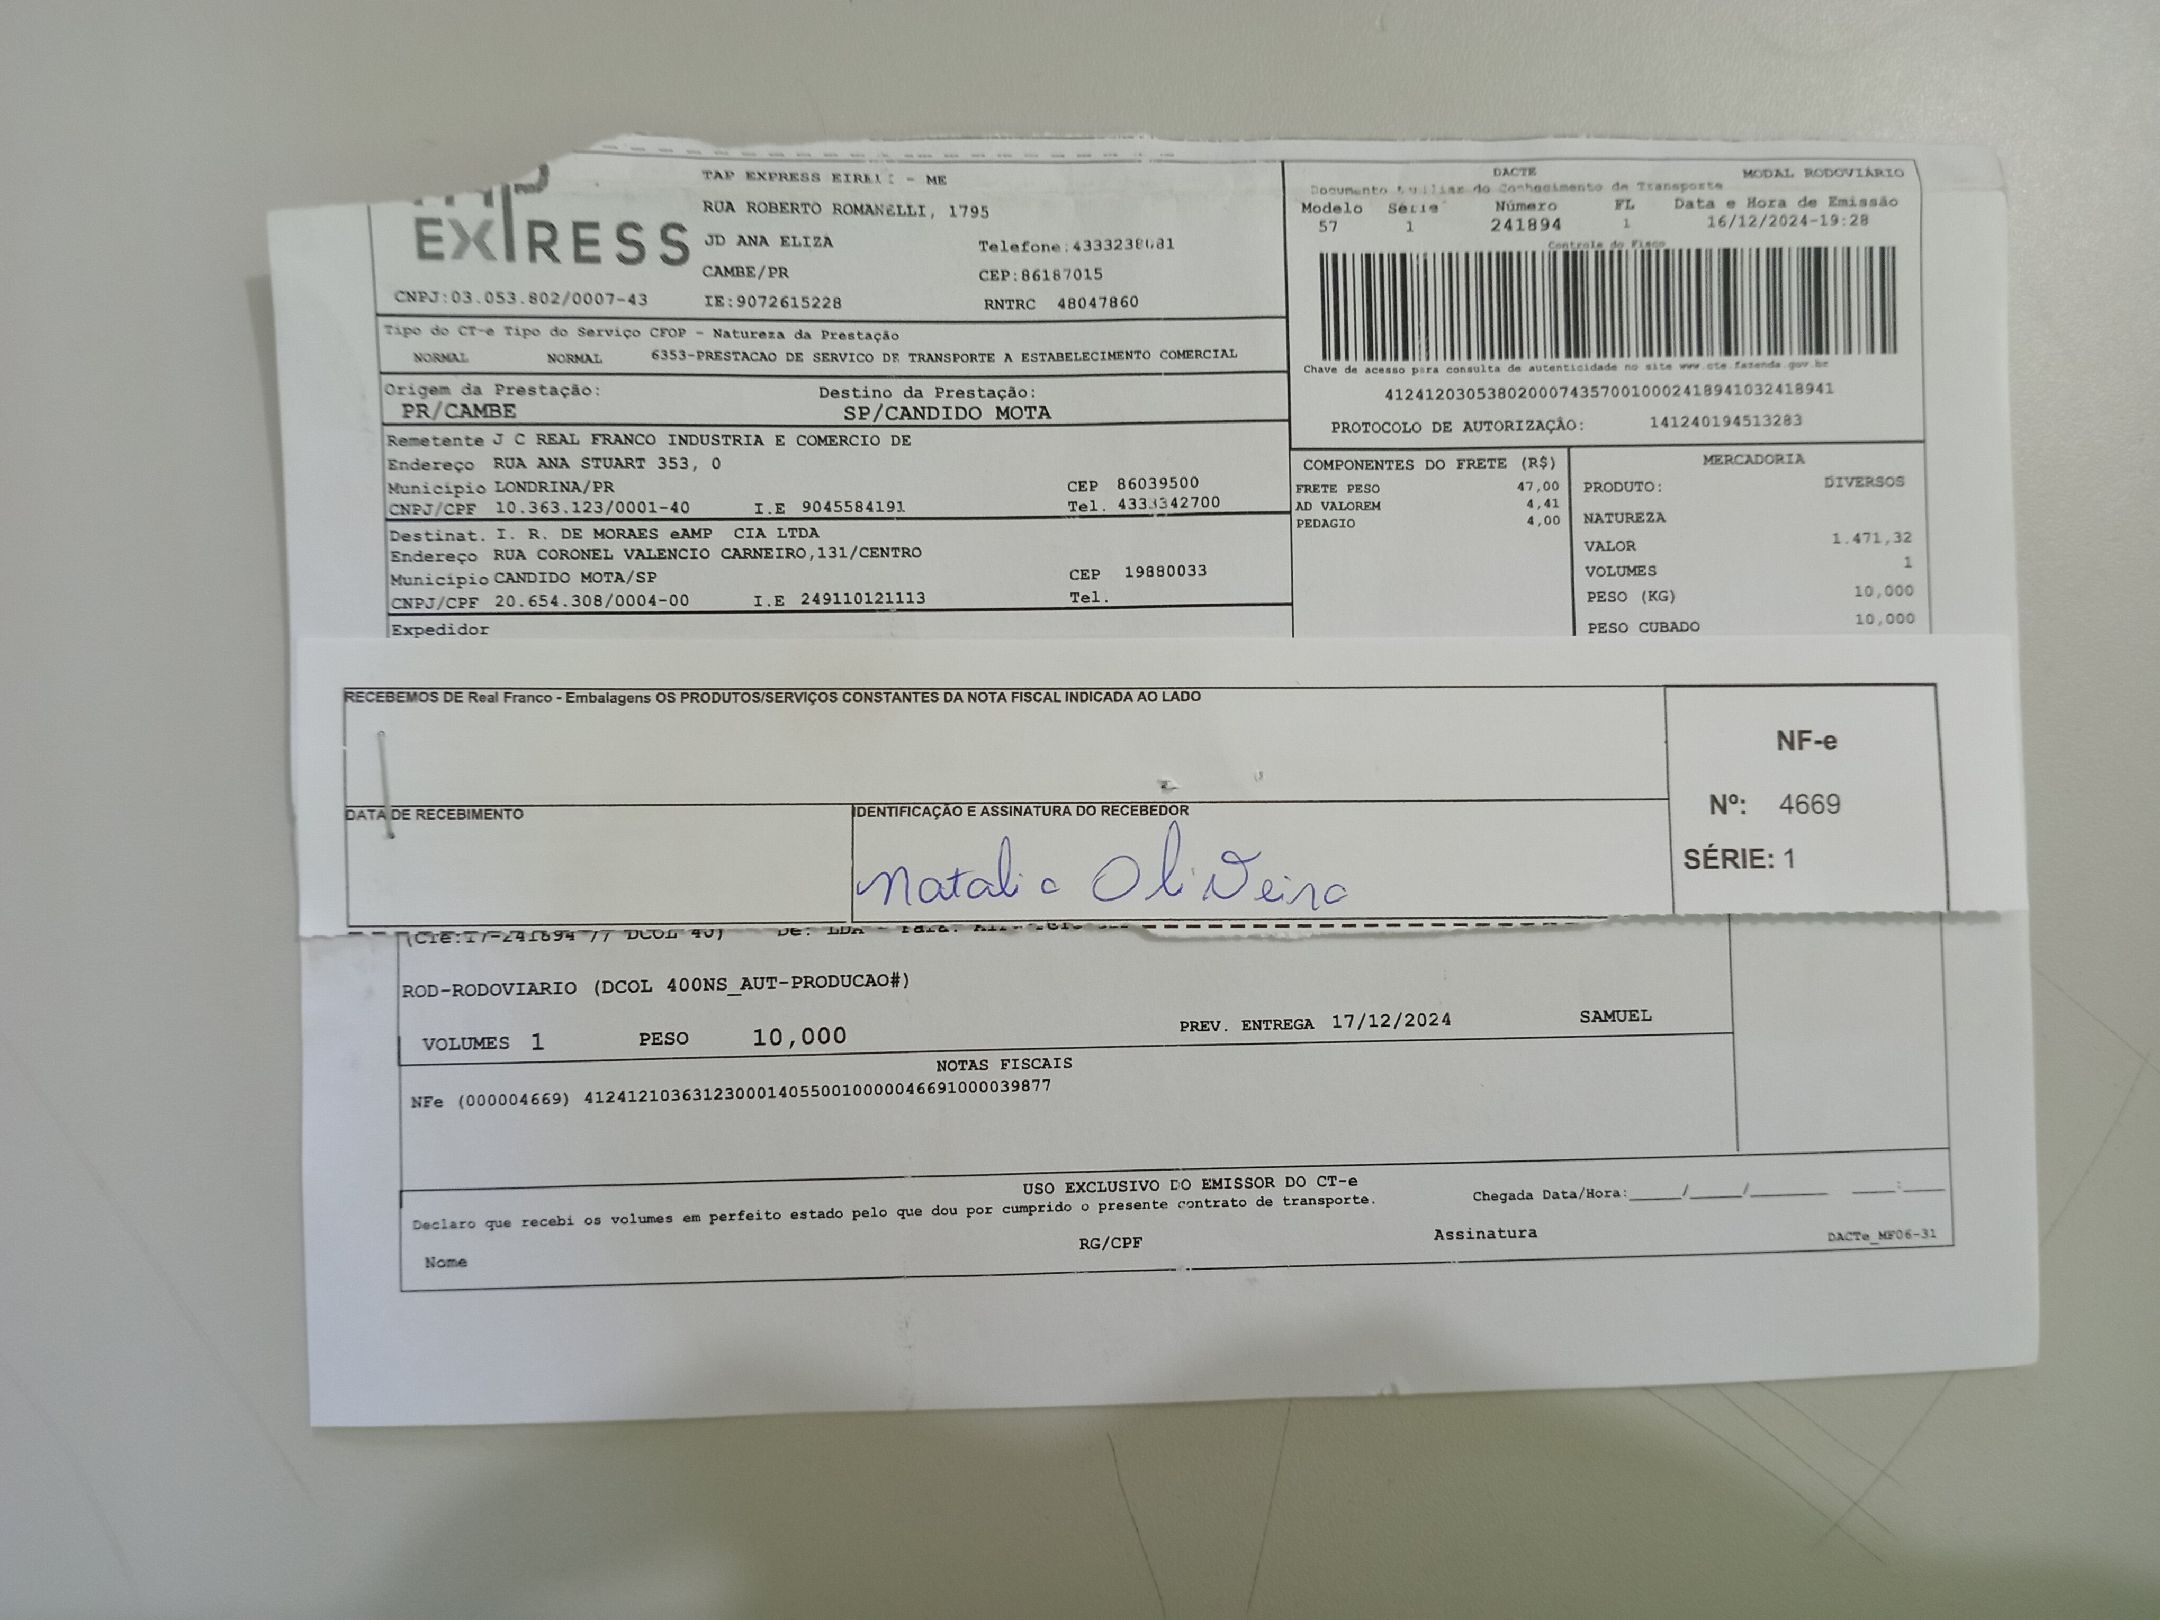 EXPRESS
TAP EXPRESS EIRELI - ME
RUA ROBERTO ROMANELLI, 1795
JD ANA ELIZA
Telefone:4333238681
CAMBE/PR
CEP:86187015
CNPJ:03.053.802/0007-43
IE:9072615228
RNTRC 48047860
DACTE
MODAL RODOVIÁRIO
Documento Auxiliar do Conhecimento de Transporte
Modelo Série Número FL Data e Hora de Emissão
57 1 241894 1 16/12/2024-19:28
Controle do Fisco
Chave de acesso para consulta de autenticidade no site www.cte.fazenda.gov.br
41241203053802000743570010002418941032418941
PROTOCOLO DE AUTORIZAÇÃO: 141240194513283
Tipo do CT-e Tipo do Serviço CFOP - Natureza da Prestação
NORMAL NORMAL 6353-PRESTACAO DE SERVICO DE TRANSPORTE A ESTABELECIMENTO COMERCIAL
Origem da Prestação: Destino da Prestação:
PR/CAMBE SP/CANDIDO MOTA
Remetente J C REAL FRANCO INDUSTRIA E COMERCIO DE
Endereço RUA ANA STUART 353, 0
Município LONDRINA/PR CEP 86039500
CNPJ/CPF 10.363.123/0001-40 I.E 9045584191 Tel. 4333342700
Destinat. I. R. DE MORAES eAMP CIA LTDA
Endereço RUA CORONEL VALENCIO CARNEIRO,131/CENTRO
Município CANDIDO MOTA/SP CEP 19880033
CNPJ/CPF 20.654.308/0004-00 I.E 249110121113 Tel.
Expedidor
COMPONENTES DO FRETE (R$)
FRETE PESO 47,00
AD VALOREM 4,41
PEDAGIO 4,00
MERCADORIA
PRODUTO: DIVERSOS
NATUREZA
VALOR 1.471,32
VOLUMES 1
PESO (KG) 10,000
PESO CUBADO 10,000
RECEBEMOS DE Real Franco - Embalagens OS PRODUTOS/SERVIÇOS CONSTANTES DA NOTA FISCAL INDICADA AO LADO
DATA DE RECEBIMENTO
IDENTIFICAÇÃO E ASSINATURA DO RECEBEDOR
Natalia Oliveira
NF-e
Nº: 4669
SÉRIE: 1
ROD-RODOVIARIO (DCOL 400NS_AUT-PRODUCAO#)
VOLUMES 1 PESO 10,000 PREV. ENTREGA 17/12/2024 SAMUEL
NOTAS FISCAIS
NFe (000004669) 41241210363123000140550010000046691000039877
USO EXCLUSIVO DO EMISSOR DO CT-e
Declaro que recebi os volumes em perfeito estado pelo que dou por cumprido o presente contrato de transporte.
Chegada Data/Hora:_____/_____/_______ ____:____
Nome RG/CPF Assinatura
DACTe_MF06-31